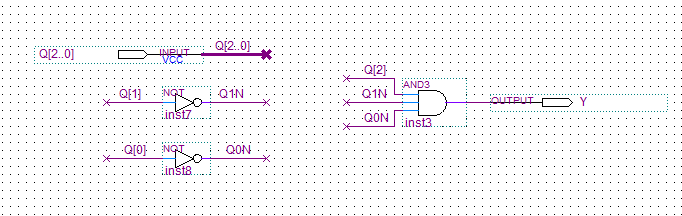 Q[2..0] INPUT VCC Q[2..0}
Q[1] NOT Q1N
inst7
Q[0] NOT Q0N
inst8
Q[2}
AND3
Q1N
Q0N
inst3
OUTPUT Y